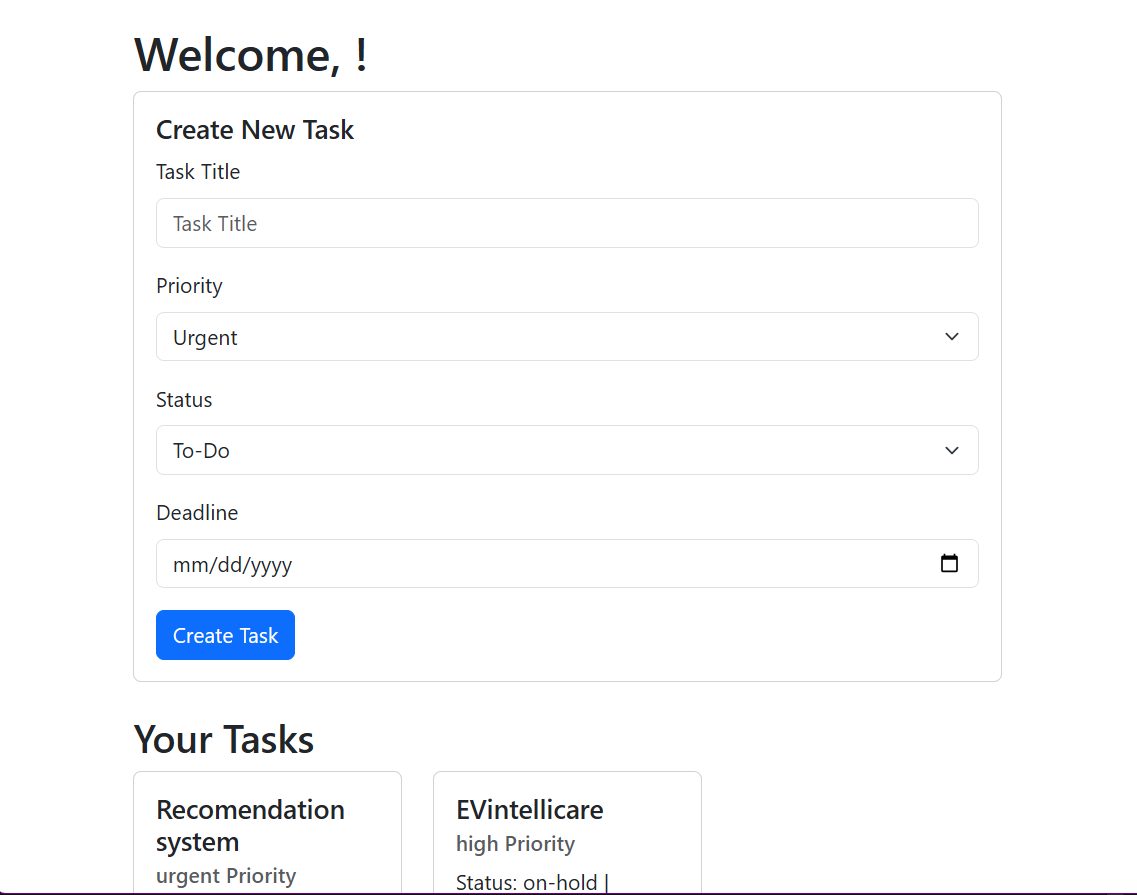 Welcome, !
Create New Task
Task Title
Task Title
Priority
Urgent
Status
To-Do
Deadline
mm/dd/yyyy
Create Task
Your Tasks
Recomendation
system
urgent Priority
EVintellicare
high Priority
Status: on-hold |